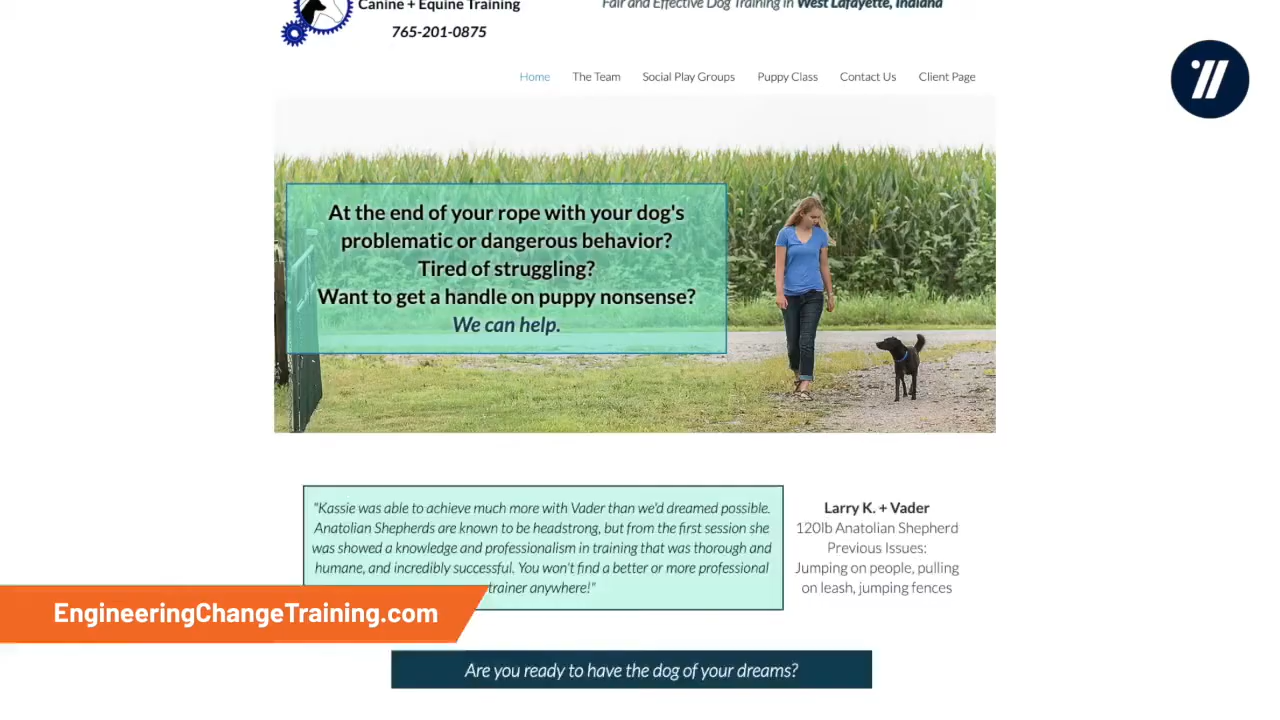 Canine + Equine Training
Fair and Effective Dog Training in West Lafayette, Indiana
765-201-0875
Home The Team Social Play Groups Puppy Class Contact Us Client Page
At the end of your rope with your dog's
problematic or dangerous behavior?
Tired of struggling?
Want to get a handle on puppy nonsense?
We can help.
"Kassie was able to achieve much more with Vader than we'd dreamed possible.
Anatolian Shepherds are known to be headstrong, but from the first session she
was showed a knowledge and professionalism in training that was thorough and
humane, and incredibly successful. You won't find a better or more professional
trainer anywhere!"
Larry K. + Vader
120lb Anatolian Shepherd
Previous Issues:
Jumping on people, pulling
on leash, jumping fences
EngineeringChangeTraining.com
Are you ready to have the dog of your dreams?